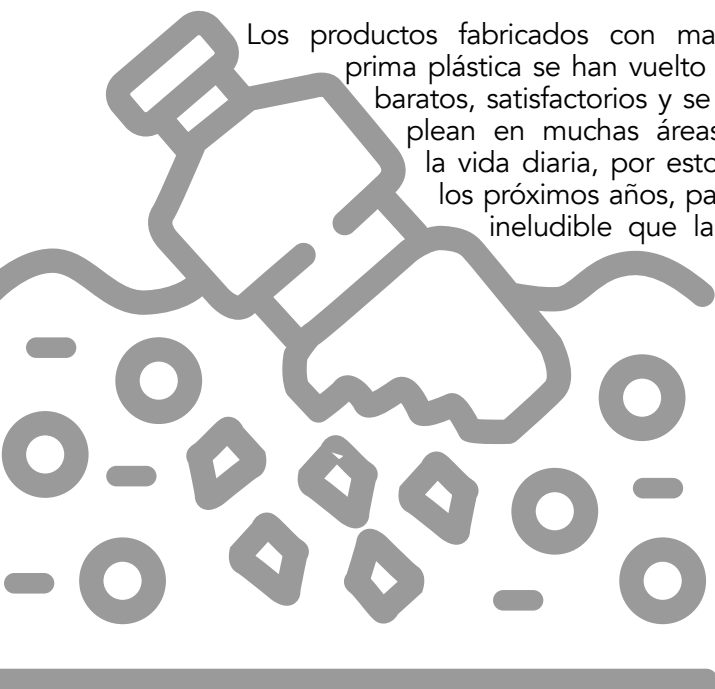 Los productos fabricados con ma
prima plástica se han vuelto
baratos, satisfactorios y se
plean en muchas áreas
la vida diaria, por esto
los próximos años, pa
ineludible que la